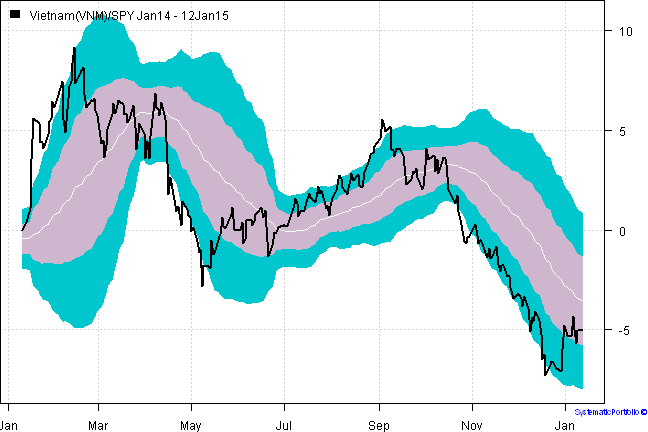 Vietnam(VNM)/SPY Jan14 - 12Jan15
10
5
0
-5
Jan Mar May Jul Sep Nov Jan
SystematicPortfolio ©